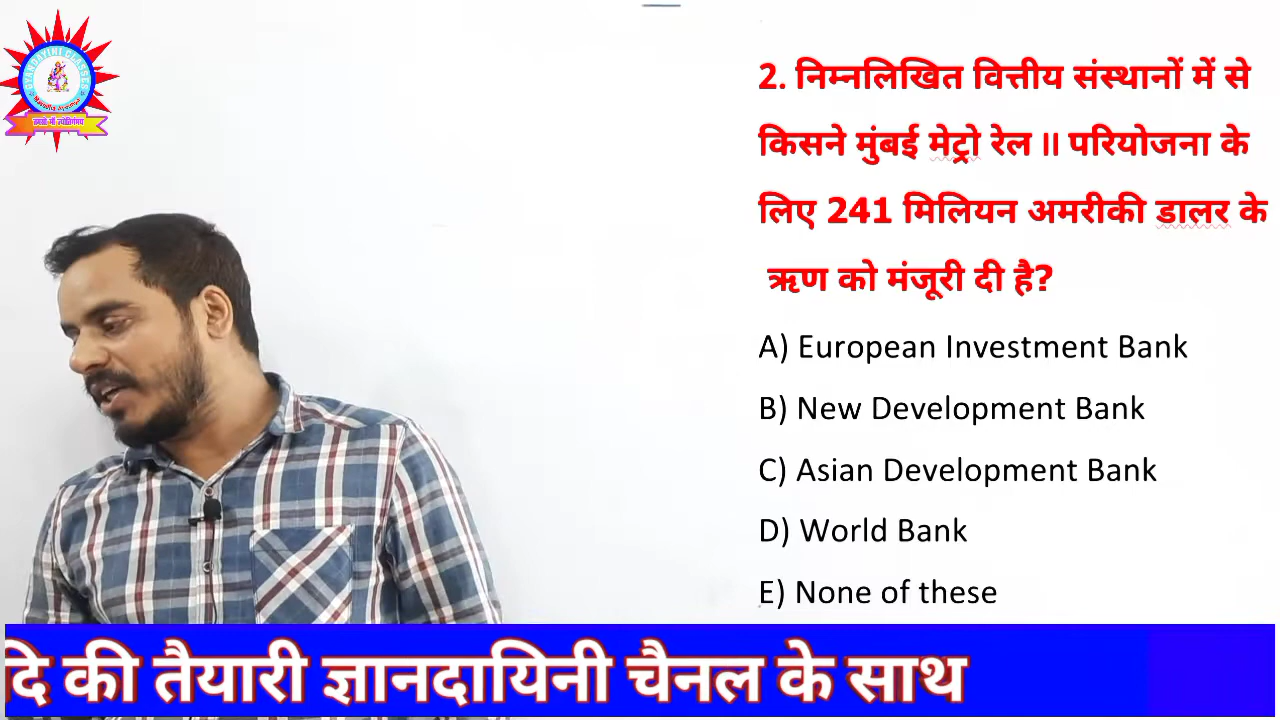 2. निम्नलिखित वित्तीय संस्थानों में से
किसने मुंबई मेट्रो रेल II परियोजना के
लिए 241 मिलियन अमरीकी डालर के
ऋण को मंजूरी दी है?
A) European Investment Bank
B) New Development Bank
C) Asian Development Bank
D) World Bank
E) None of these
दि की तैयारी ज्ञानदायिनी चैनल के साथ